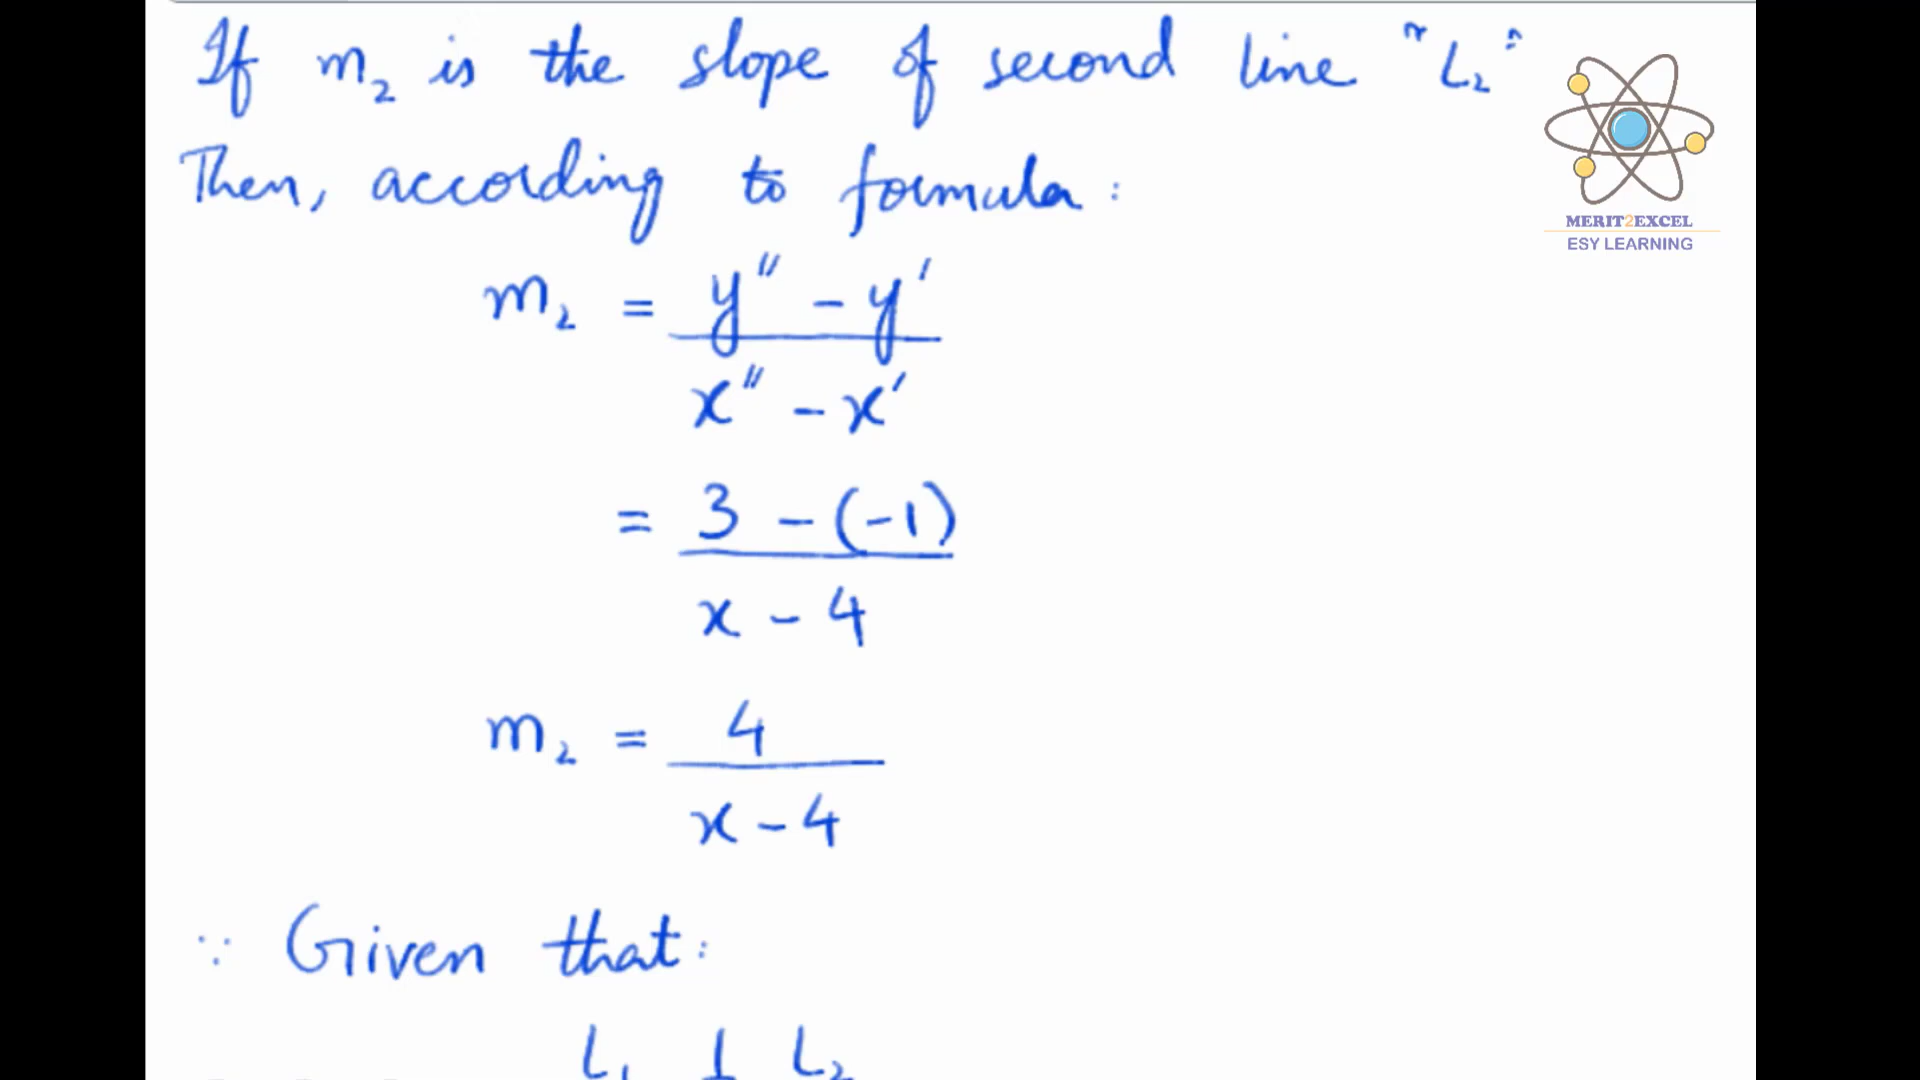 If m₂ is the slope of second line "L₂"
Then, according to formula:
m₂ = y″ - y′
x″ - x′
= 3 - (-1)
x - 4
m₂ = 4
x - 4
∵ Given that:
L₁ ⊥ L₂
MERIT2EXCEL
ESY LEARNING